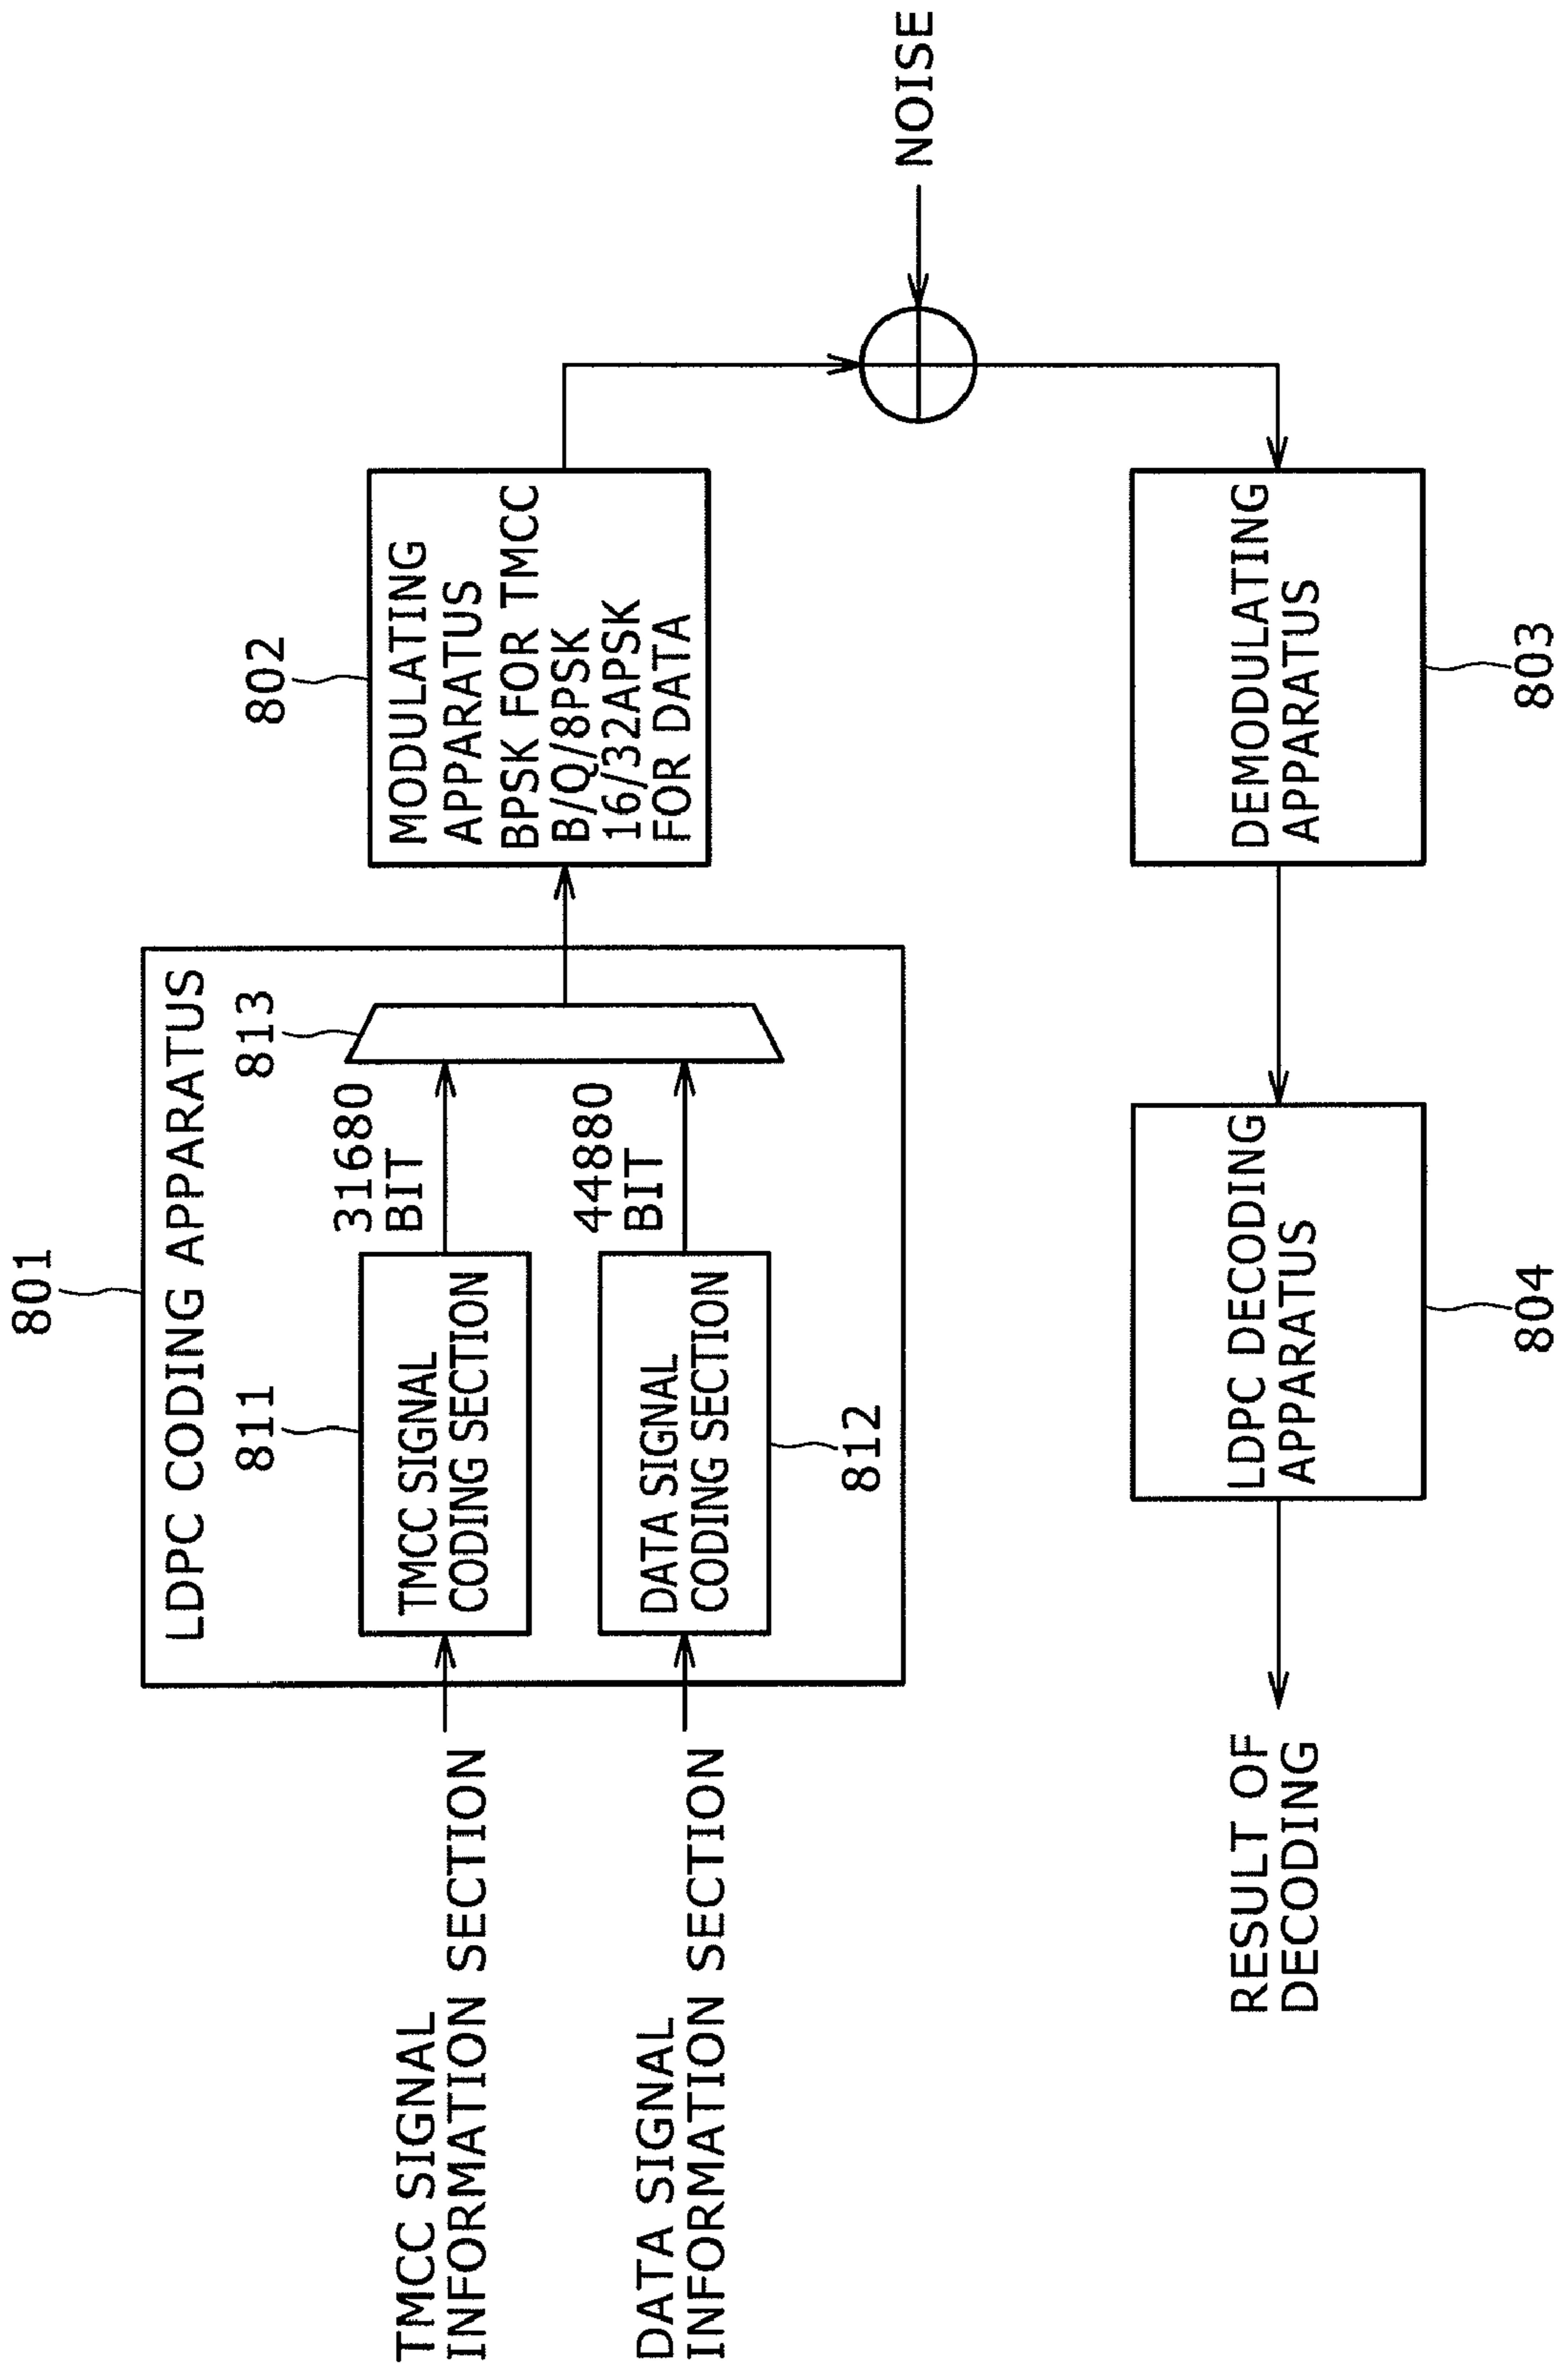 801
LDPC CODING APPARATUS
TMCC SIGNAL
INFORMATION SECTION
811
TMCC SIGNAL
CODING SECTION
31680
BIT
813
DATA SIGNAL
INFORMATION SECTION
DATA SIGNAL
CODING SECTION
812
44880
BIT
802
MODULATING
APPARATUS
BPSK FOR TMCC
B/Q/8PSK
16/32APSK
FOR DATA
NOISE
DEMODULATING
APPARATUS
803
LDPC DECODING
APPARATUS
804
RESULT OF
DECODING